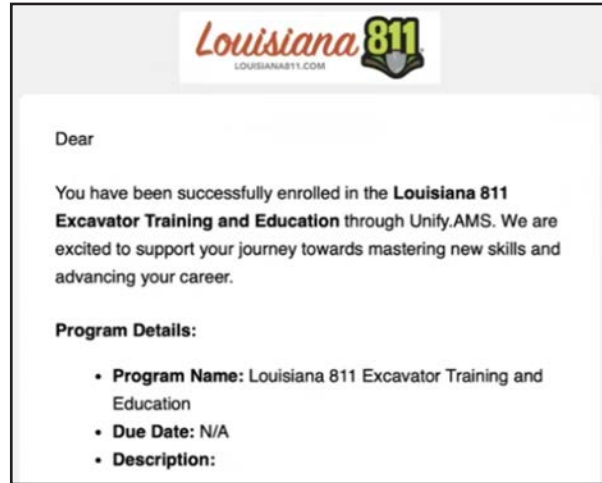 Louisiana 811
LOUISIANA811.COM
Dear
You have been successfully enrolled in the Louisiana 811
Excavator Training and Education through Unify.AMS. We are
excited to support your journey towards mastering new skills and
advancing your career.
Program Details:
• Program Name: Louisiana 811 Excavator Training and
Education
• Due Date: N/A
• Description: